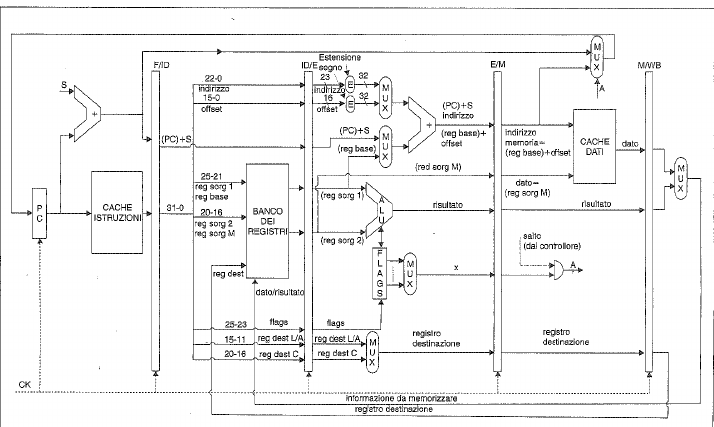 F/ID
ID/E
E/M
M/WB
Estensione
segno
22-0
indirizzo
15-0
offset
23
indirizzo
16
offset
E
E
32
32
MUX
MUX
MUX
A
S
+
+
(PC)+S
indirizzo
(reg base)+
offset
(PC)+S
(PC)+S
(reg base)
indirizzo
memoria=
(reg base)+offset
CACHE
DATI
dato
MUX
25-21
reg sorg 1
reg base
(red sorg M)
dato=
(reg sorg M)
PC
CACHE
ISTRUZIONI
31-0
20-16
reg sorg 2
reg sorg M
BANCO
DEI
REGISTRI
(reg sorg 1)
(reg sorg 2)
ALU
risultato
risultato
reg dest
dato/risultato
FLAGS
MUX
x
salto
(dal controllore)
A
25-23
flags
flags
15-11
reg dest L/A
reg dest L/A
20-16
reg dest C
reg dest C
MUX
registro
destinazione
registro
destinazione
CK
informazione da memorizzare
registro destinazione